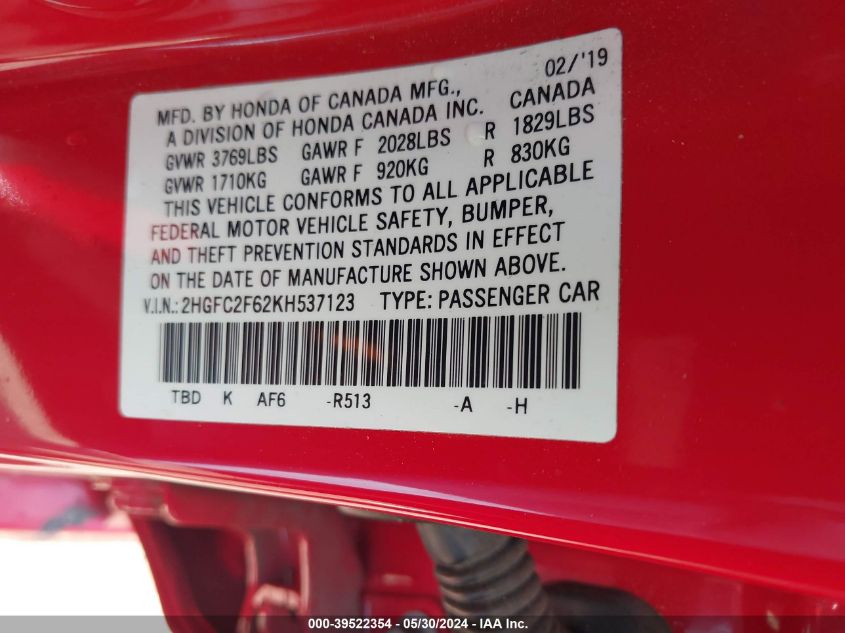 02/'19
MFD. BY HONDA OF CANADA MFG.,
A DIVISION OF HONDA CANADA INC. CANADA
GVWR 3769LBS GAWR F 2028LBS R 1829LBS
GVWR 1710KG GAWR F 920KG R 830KG
THIS VEHICLE CONFORMS TO ALL APPLICABLE
FEDERAL MOTOR VEHICLE SAFETY, BUMPER,
AND THEFT PREVENTION STANDARDS IN EFFECT
ON THE DATE OF MANUFACTURE SHOWN ABOVE.
V.I.N.:2HGFC2F62KH537123 TYPE: PASSENGER CAR
TBD K AF6 -R513 -A -H
000-39522354 - 05/30/2024 - IAA Inc.